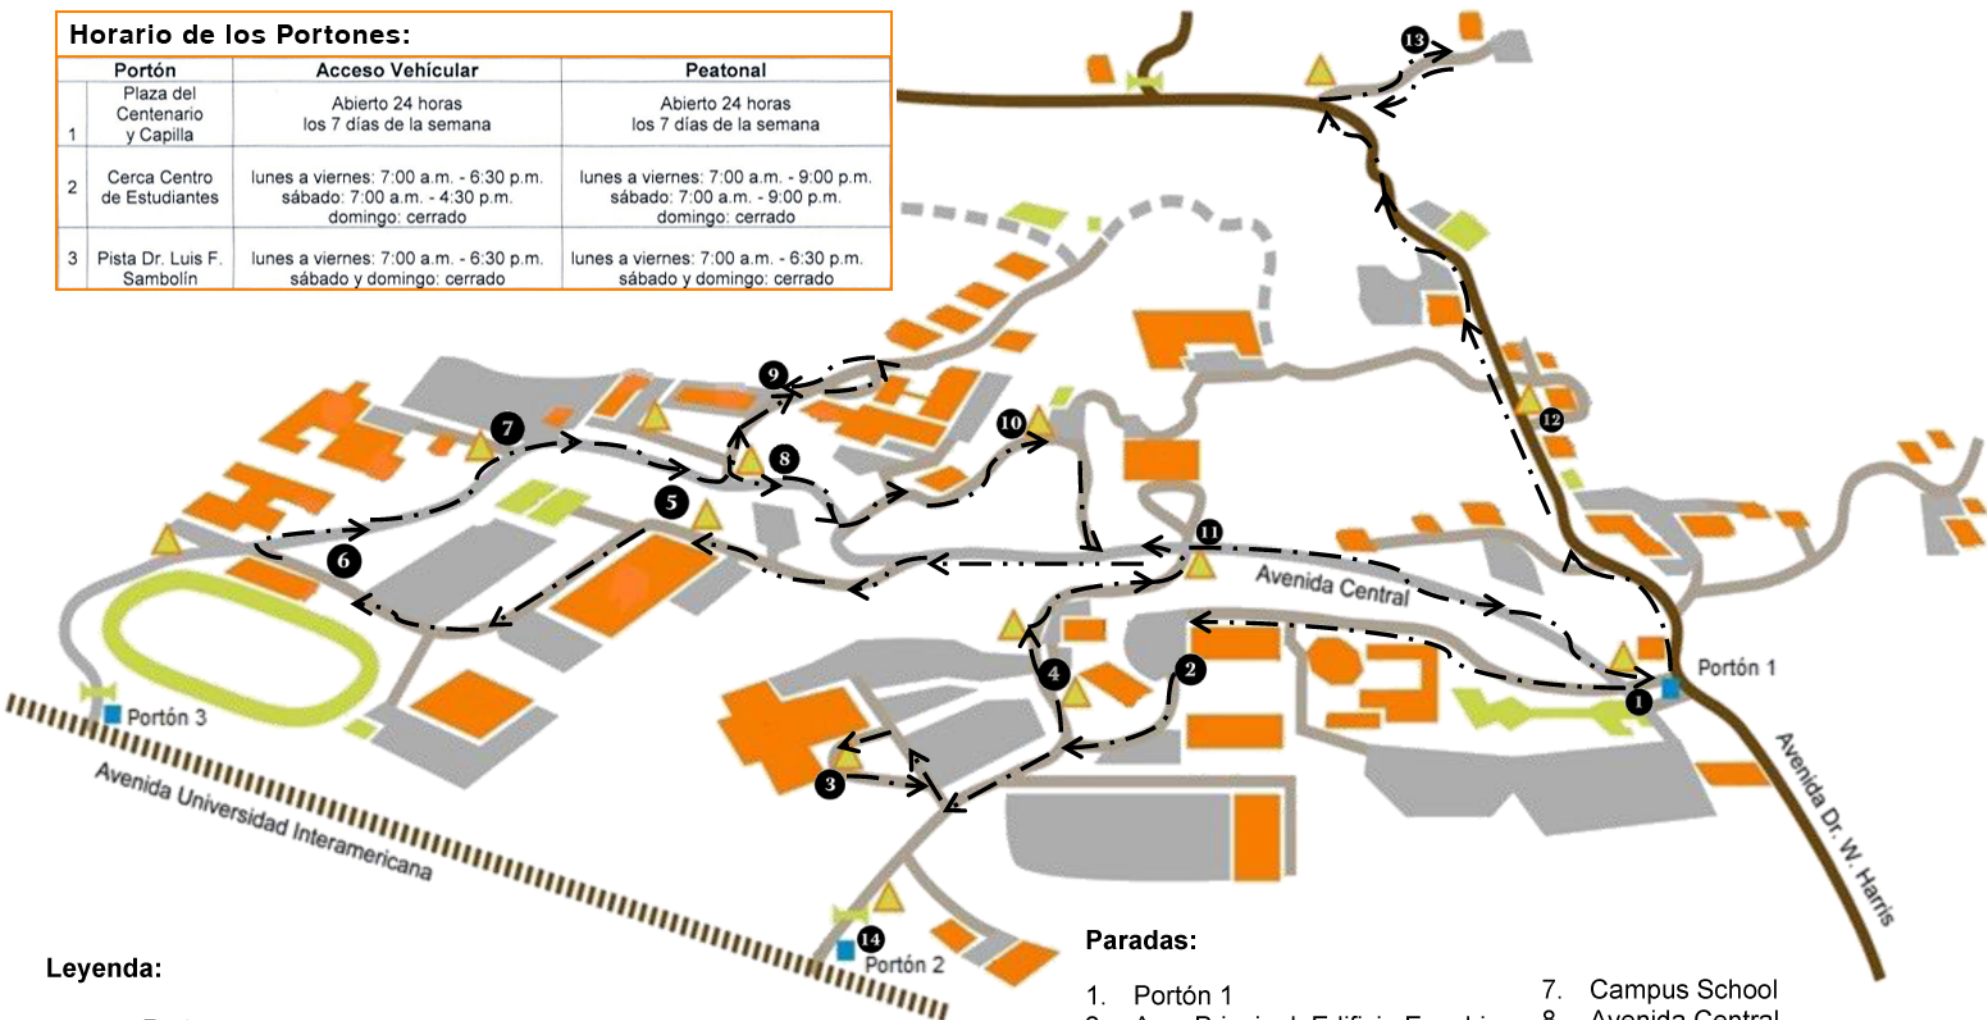 Horario de los Portones:
Portón Acceso Vehícular Peatonal
1 Plaza del
Centenario
y Capilla
Abierto 24 horas
los 7 días de la semana
Abierto 24 horas
los 7 días de la semana
2 Cerca Centro
de Estudiantes
lunes a viernes: 7:00 a.m. - 6:30 p.m.
sábado: 7:00 a.m. - 4:30 p.m.
domingo: cerrado
lunes a viernes: 7:00 a.m. - 9:00 p.m.
sábado: 7:00 a.m. - 9:00 p.m.
domingo: cerrado
3 Pista Dr. Luis F.
Sambolín
lunes a viernes: 7:00 a.m. - 6:30 p.m.
sábado y domingo: cerrado
lunes a viernes: 7:00 a.m. - 6:30 p.m.
sábado y domingo: cerrado
13
9
7
10
12
8
5
11
6
Avenida Central
4
2
Portón 1
1
Portón 3
3
Avenida Universidad Interamericana
Avenida Dr. W. Harris
14
Portón 2
Leyenda:
Paradas:
1. Portón 1
7. Campus School
8. Avenida Central